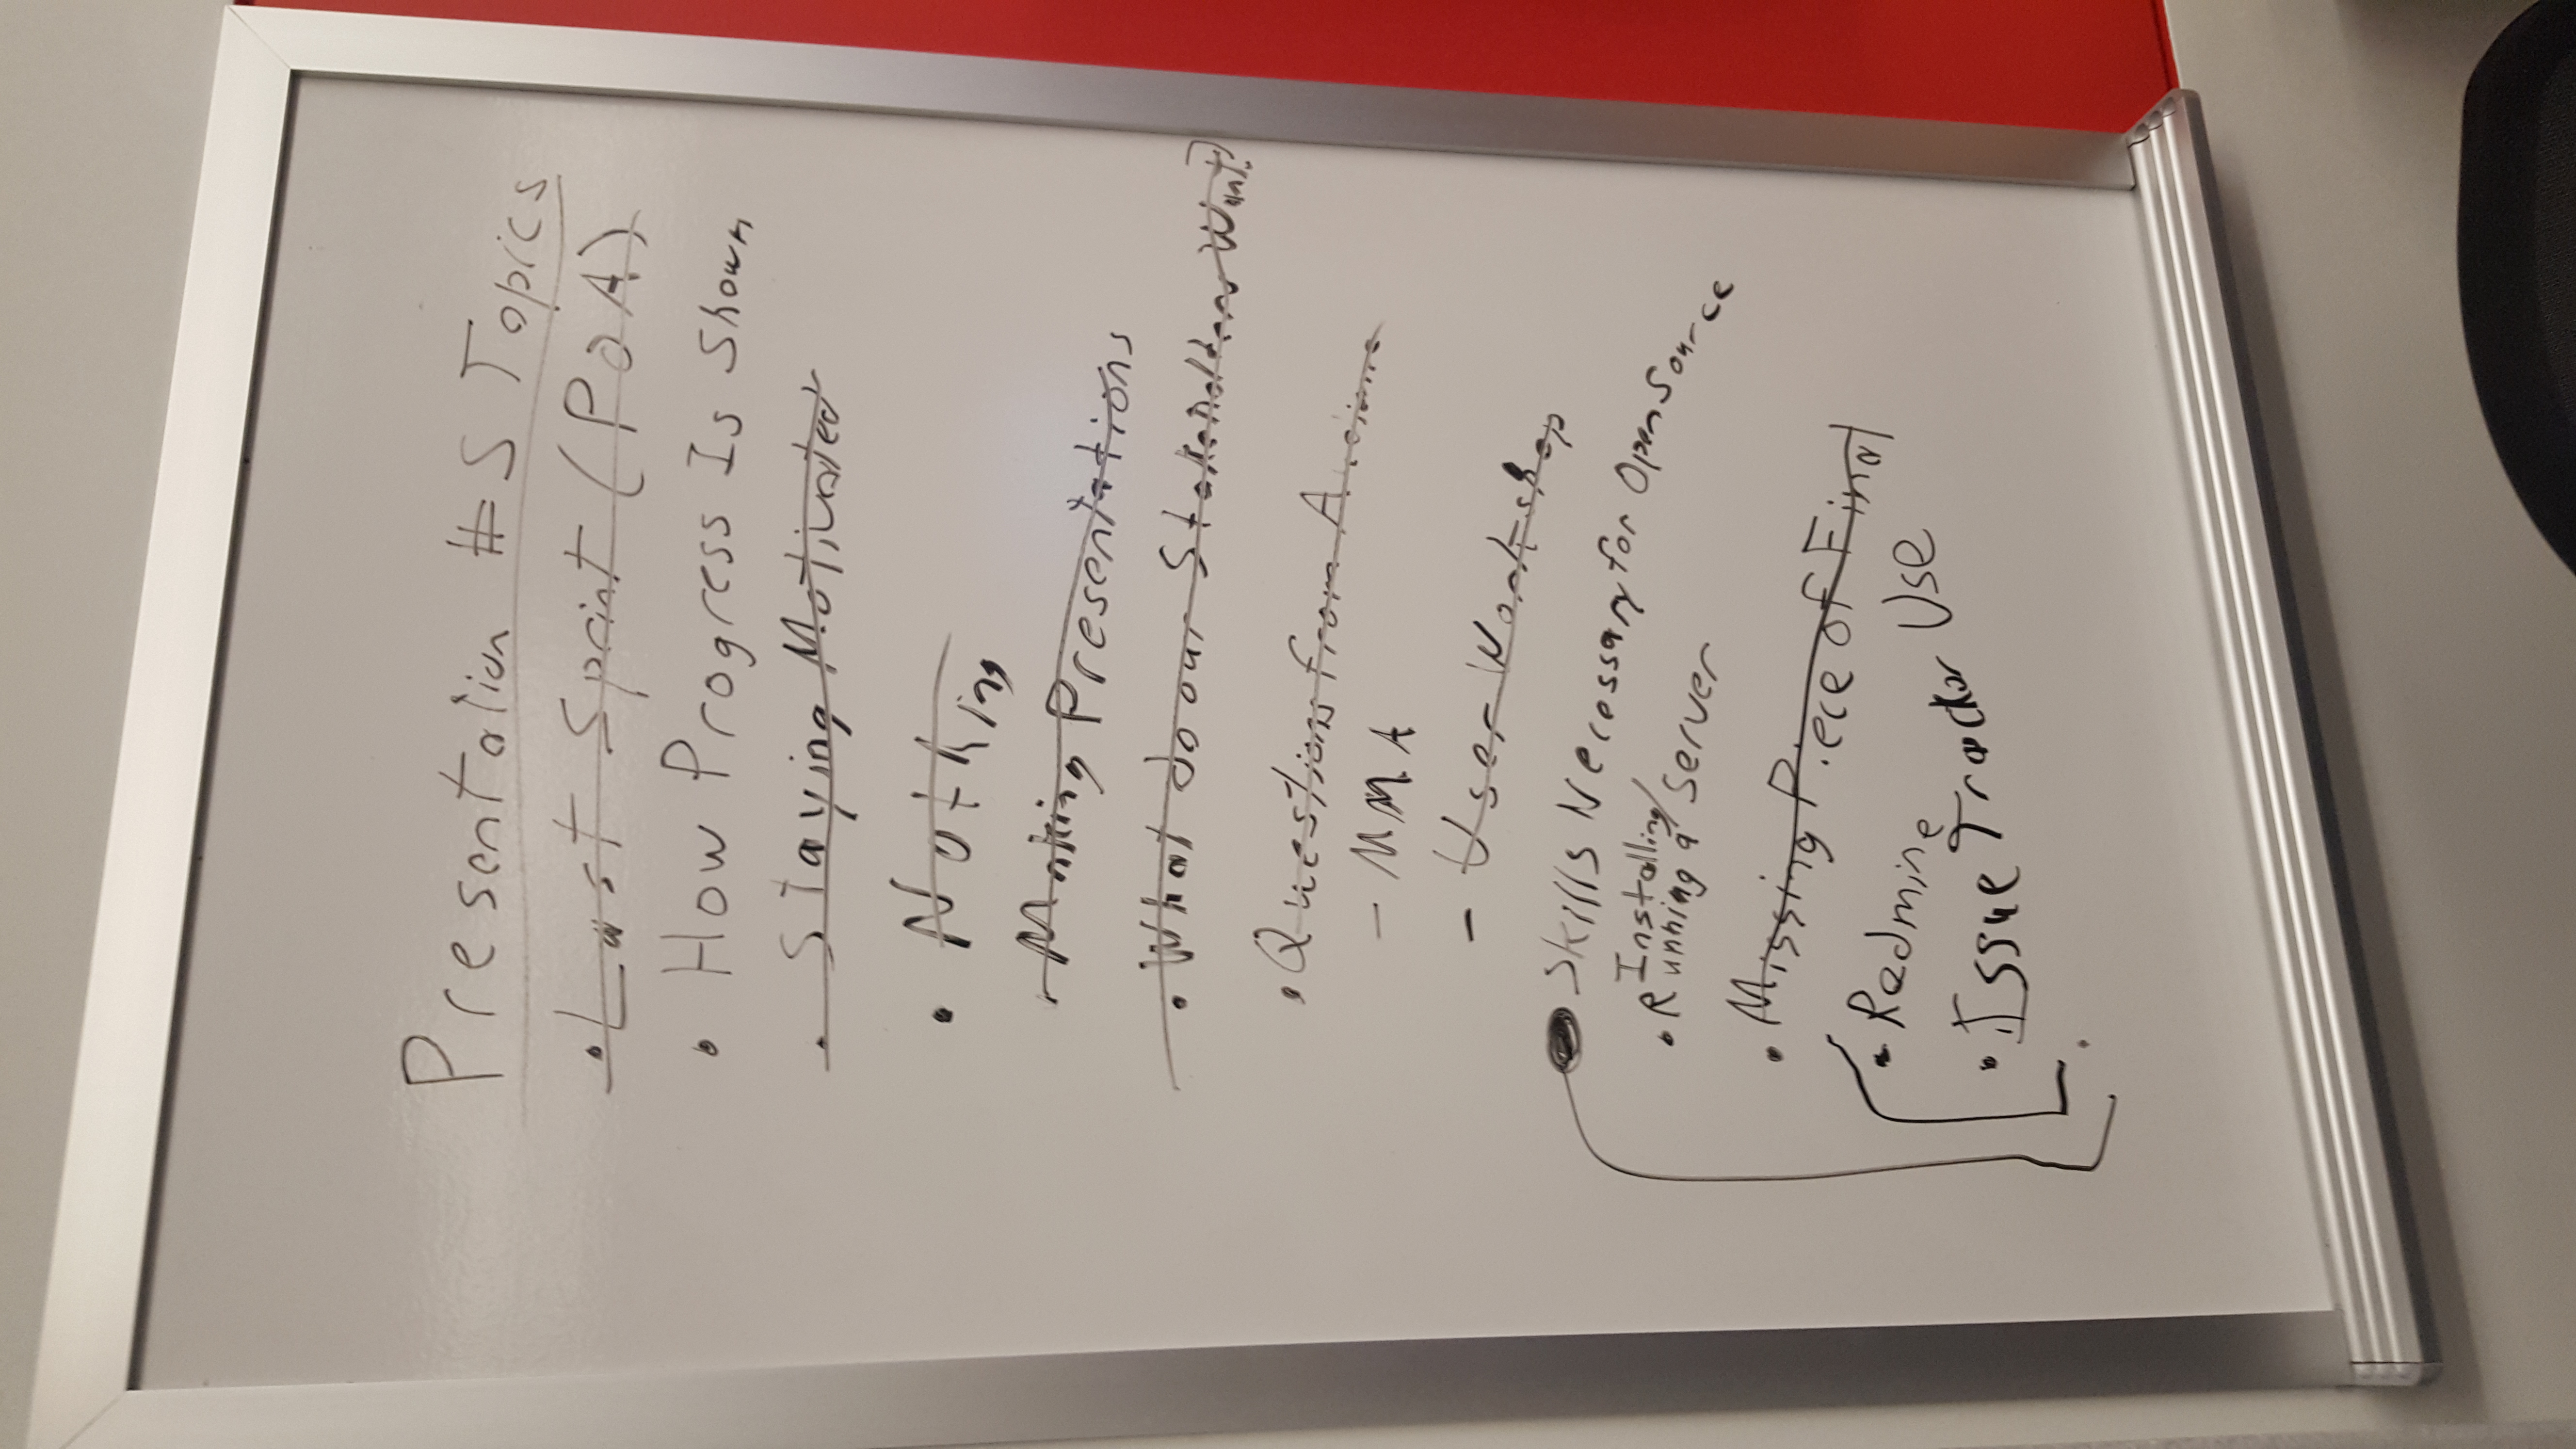 Presentation #5 Topics
• Last Sprint (POA)
• How Progress Is Shown
• Staying Motivated
• Nothing
• Making Presentations
• What do our Stakeholders Want?
• Questions from
- MMA
- User Workshop
• Skills Necessary for Open Source
Installing/
• Running a Server
• Missing Piece of Final
• Redmine
• Issue Tracker Use
•